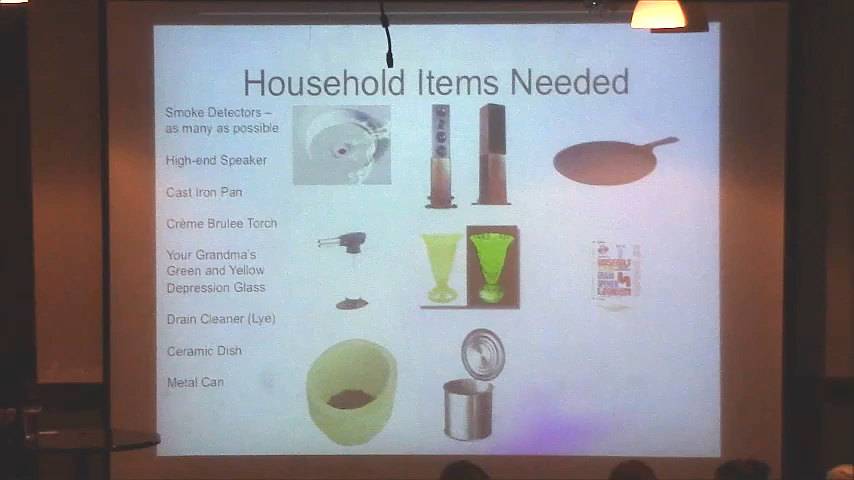 Household Items Needed
Smoke Detectors –
as many as possible
High-end Speaker
Cast Iron Pan
Crème Brulee Torch
Your Grandma's
Green and Yellow
Depression Glass
Drain Cleaner (Lye)
Ceramic Dish
Metal Can